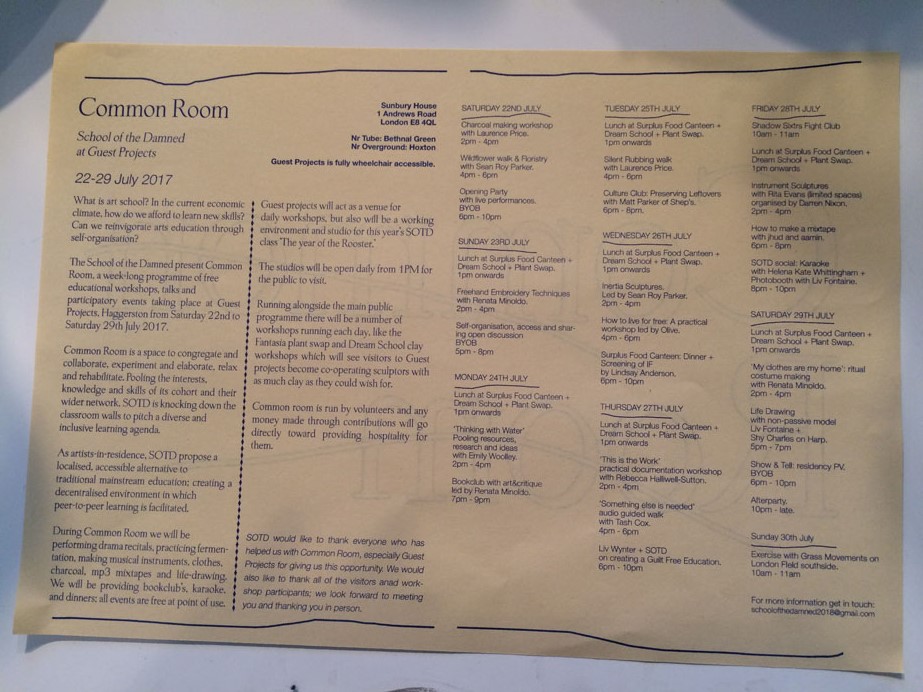 Common Room
School of the Damned
at Guest Projects
22-29 July 2017
Sunbury House
1 Andrews Road
London E8 4QL
Nr Tube: Bethnal Green
Nr Overground: Hoxton
Guest Projects is fully wheelchair accessible.
What is art school? In the current economic
climate, how do we afford to learn new skills?
Can we reinvigorate arts education through
self-organisation?
The School of the Damned present Common
Room, a week-long programme of free
educational workshops, talks and
participatory events taking place at Guest
Projects, Haggerston from Saturday 22nd to
Saturday 29th July 2017.
Common Room is a space to congregate and
collaborate, experiment and elaborate, relax
and rehabilitate. Pooling the interests,
knowledge and skills of its cohort and their
wider network, SOTD is knocking down the
classroom walls to pitch a diverse and
inclusive learning agenda.
As artists-in-residence, SOTD propose a
localised, accessible alternative to
traditional mainstream education; creating a
decentralised environment in which
peer-to-peer learning is facilitated.
During Common Room we will be
performing drama recitals, practicing fermen-
tation, making musical instruments, clothes,
charcoal, mp3 mixtapes and life-drawing.
We will be providing bookclub's, karaoke,
and dinners; all events are free at point of use.
Guest projects will act as a venue for
daily workshops, but also will be a working
environment and studio for this year's SOTD
class 'The year of the Rooster.'
The studios will be open daily from 1PM for
the public to visit.
Running alongside the main public
programme there will be a number of
workshops running each day, like the
Fantasia plant swap and Dream School clay
workshops which will see visitors to Guest
projects become co-operating sculptors with
as much clay as they could wish for.
Common room is run by volunteers and any
money made through contributions will go
directly toward providing hospitality for
them.
SOTD would like to thank everyone who has
helped us with Common Room, especially Guest
Projects for giving us this opportunity. We would
also like to thank all of the visitors anad work-
shop participants; we look forward to meeting
you and thanking you in person.
SATURDAY 22ND JULY
Charcoal making workshop
with Laurence Price.
2pm - 4pm
Wildflower walk & Floristry
with Sean Roy Parker.
4pm - 6pm
Opening Party
with live performances.
BYOB
6pm - 10pm
SUNDAY 23RD JULY
Lunch at Surplus Food Canteen +
Dream School + Plant Swap.
1pm onwards
Freehand Embroidery Techniques
with Renata Minoldo.
2pm - 4pm
Self-organisation, access and shar-
ing open discussion
BYOB
5pm - 8pm
MONDAY 24TH JULY
Lunch at Surplus Food Canteen +
Dream School + Plant Swap.
1pm onwards
'Thinking with Water'
Pooling resources,
research and ideas
with Emily Woolley.
2pm - 4pm
Bookclub with art&critique
led by Renata Minoldo.
7pm - 9pm
TUESDAY 25TH JULY
Lunch at Surplus Food Canteen +
Dream School + Plant Swap.
1pm onwards
Silent Rubbing walk
with Laurence Price.
4pm - 6pm
Culture Club: Preserving Leftovers
with Matt Parker of Shep's.
6pm - 8pm.
WEDNESDAY 26TH JULY
Lunch at Surplus Food Canteen +
Dream School + Plant Swap.
1pm onwards
Inertia Sculptures.
Led by Sean Roy Parker.
2pm - 4pm
How to live for free: A practical
workshop led by Olive.
4pm - 6pm
Surplus Food Canteen: Dinner +
Screening of IF
by Lindsay Anderson.
6pm - 10pm
THURSDAY 27TH JULY
Lunch at Surplus Food Canteen +
Dream School + Plant Swap.
1pm onwards
'This is the Work'
practical documentation workshop
with Rebecca Halliwell-Sutton.
2pm - 4pm
'Something else is needed'
audio guided walk
with Tash Cox.
4pm - 6pm
Liv Wynter + SOTD
on creating a Guilt Free Education.
6pm - 10pm
FRIDAY 28TH JULY
Shadow Sistxrs Fight Club
10am - 11am
Lunch at Surplus Food Canteen +
Dream School + Plant Swap.
1pm onwards
Instrument Sculptures
with Rita Evans (limited spaces)
organised by Darren Nixon.
2pm - 4pm
How to make a mixtape
with jhud and aamin.
6pm - 8pm
SOTD social: Karaoke
with Helena Kate Whittingham +
Photobooth with Liv Fontaine.
8pm - 10pm
SATURDAY 29TH JULY
Lunch at Surplus Food Canteen +
Dream School + Plant Swap.
1pm onwards
'My clothes are my home': ritual
costume making
with Renata Minoldo.
2pm - 4pm
Life Drawing
with non-passive model
Liv Fontaine +
Shy Charles on Harp.
5pm - 7pm
Show & Tell: residency PV.
BYOB
6pm - 10pm
Afterparty.
10pm - late.
Sunday 30th July
Exercise with Grass Movements on
London Field southside.
10am - 11am
For more information get in touch:
schoolofthedamned2018@gmail.com